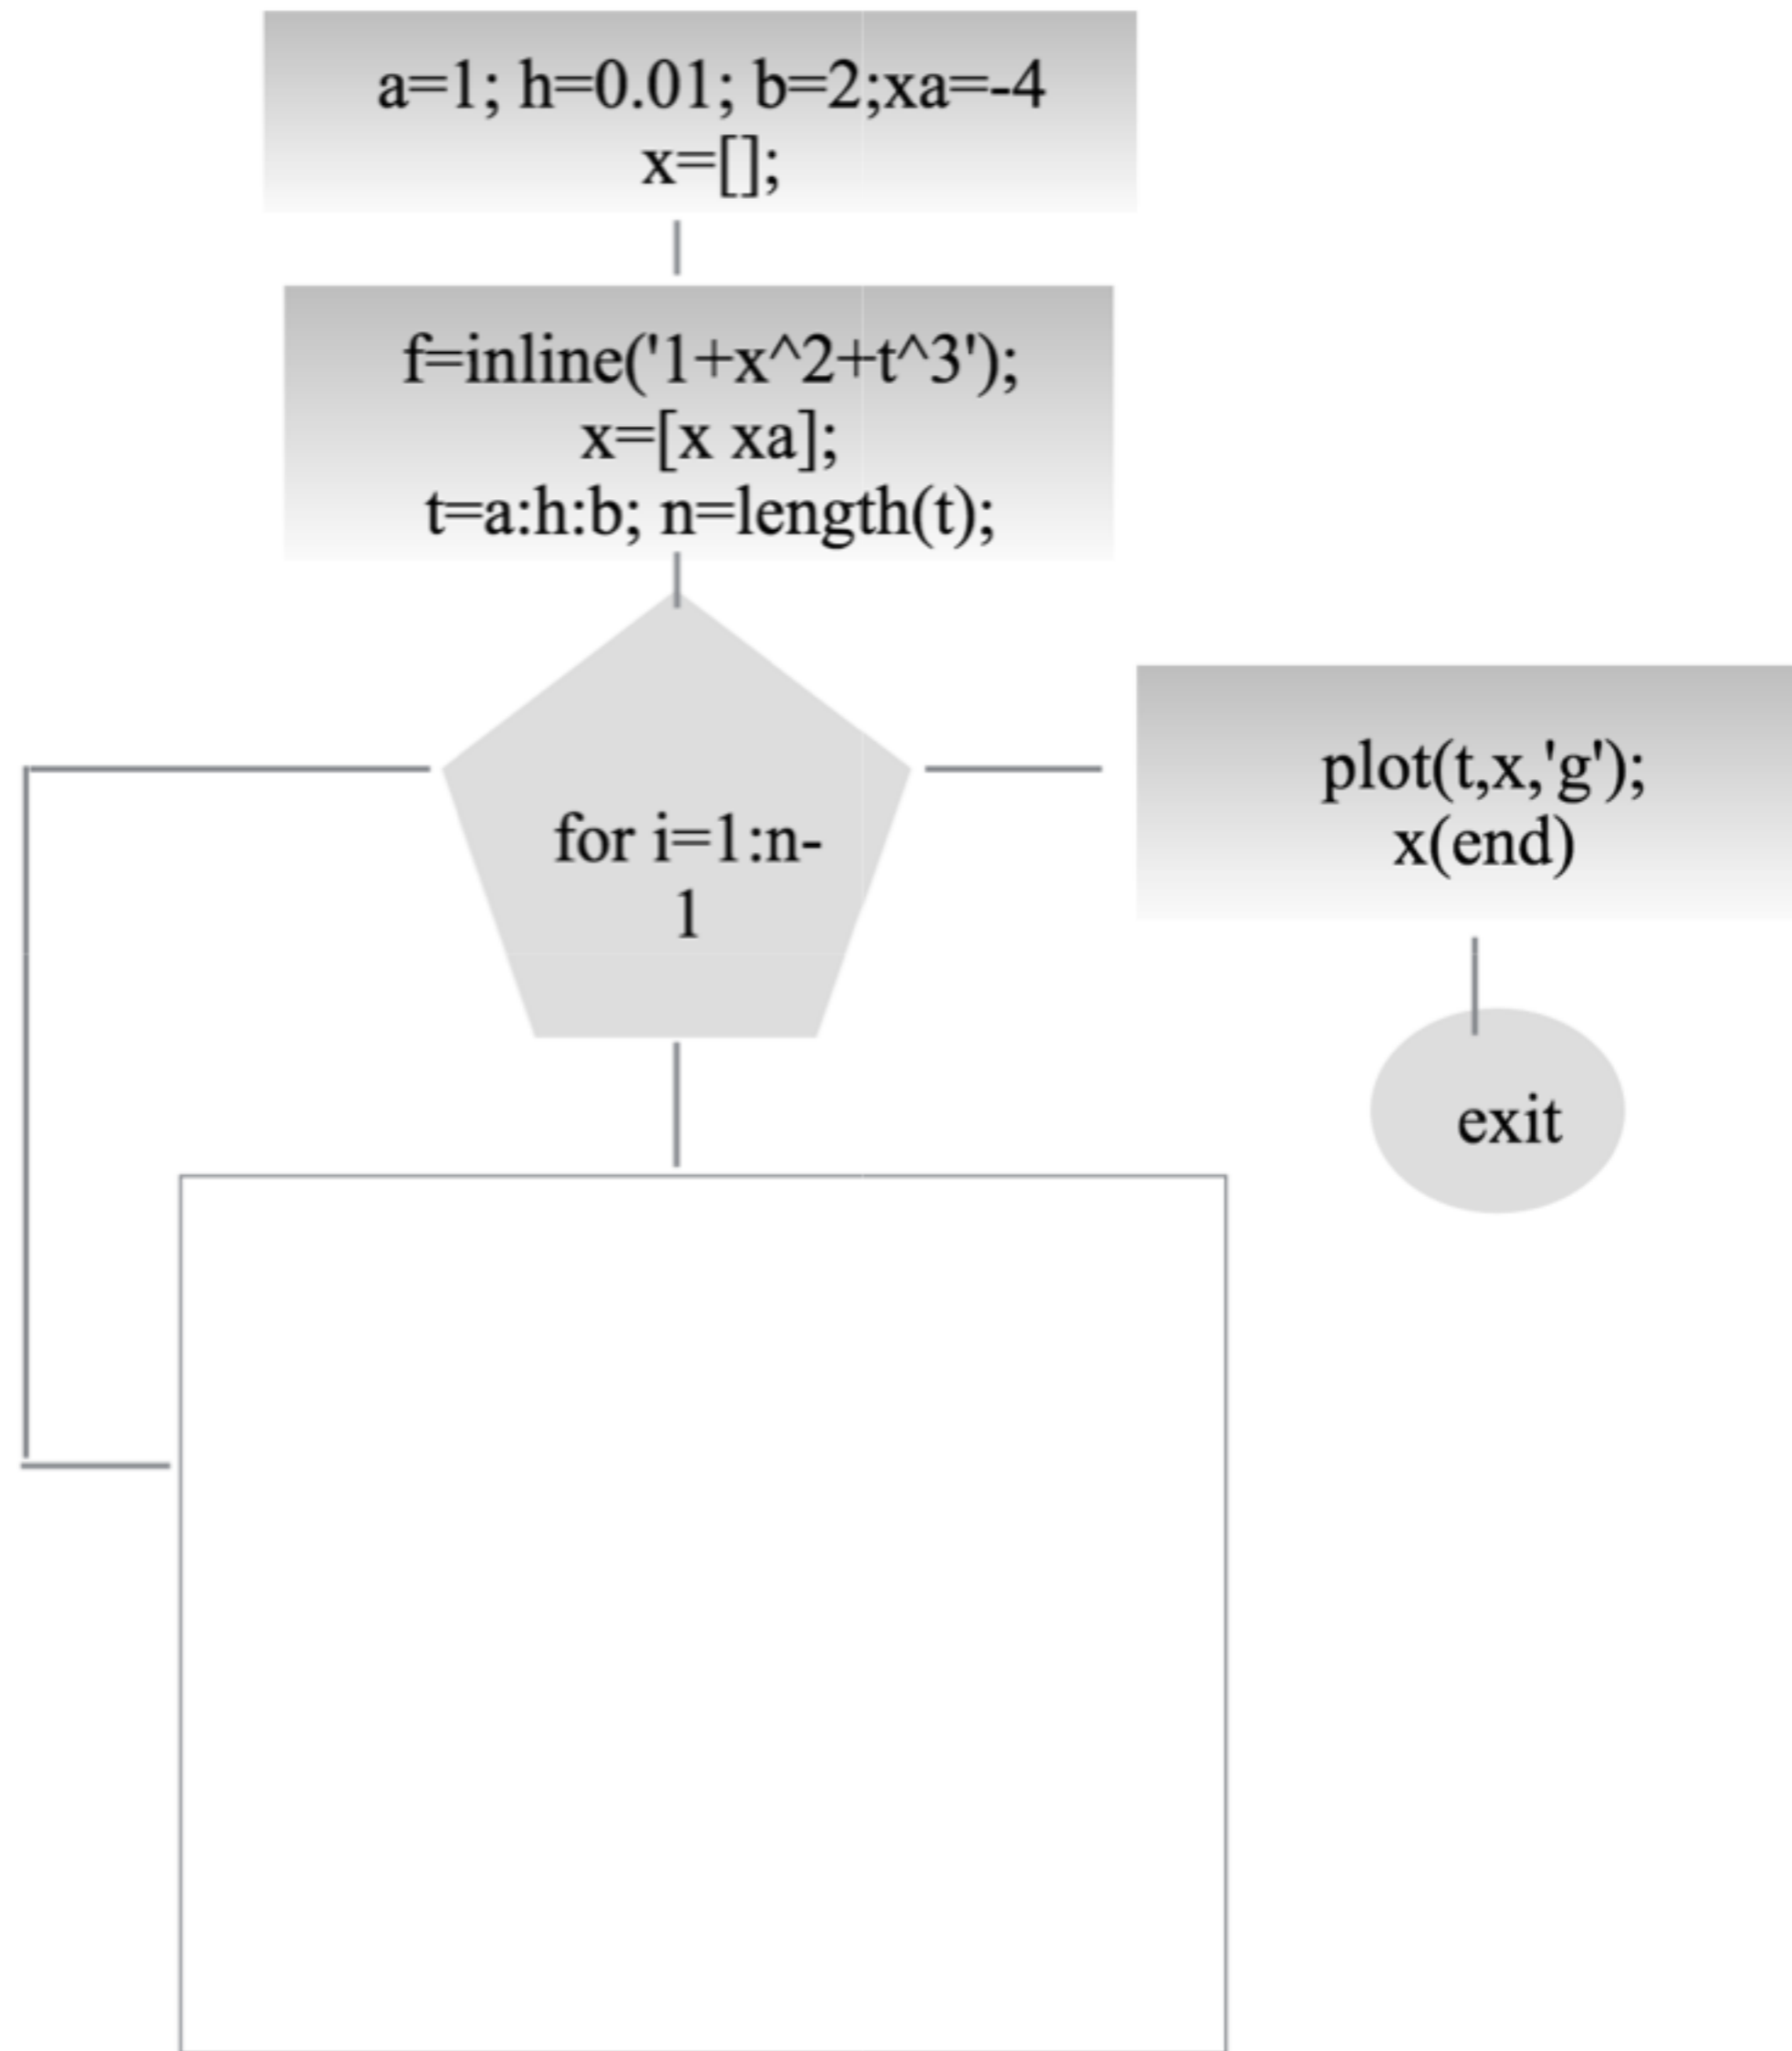 a=1; h=0.01; b=2;xa=-4
x=[];
f=inline('1+x^2+t^3');
x=[x xa];
t=a:h:b; n=length(t);
for i=1:n-
1
plot(t,x,'g');
x(end)
exit